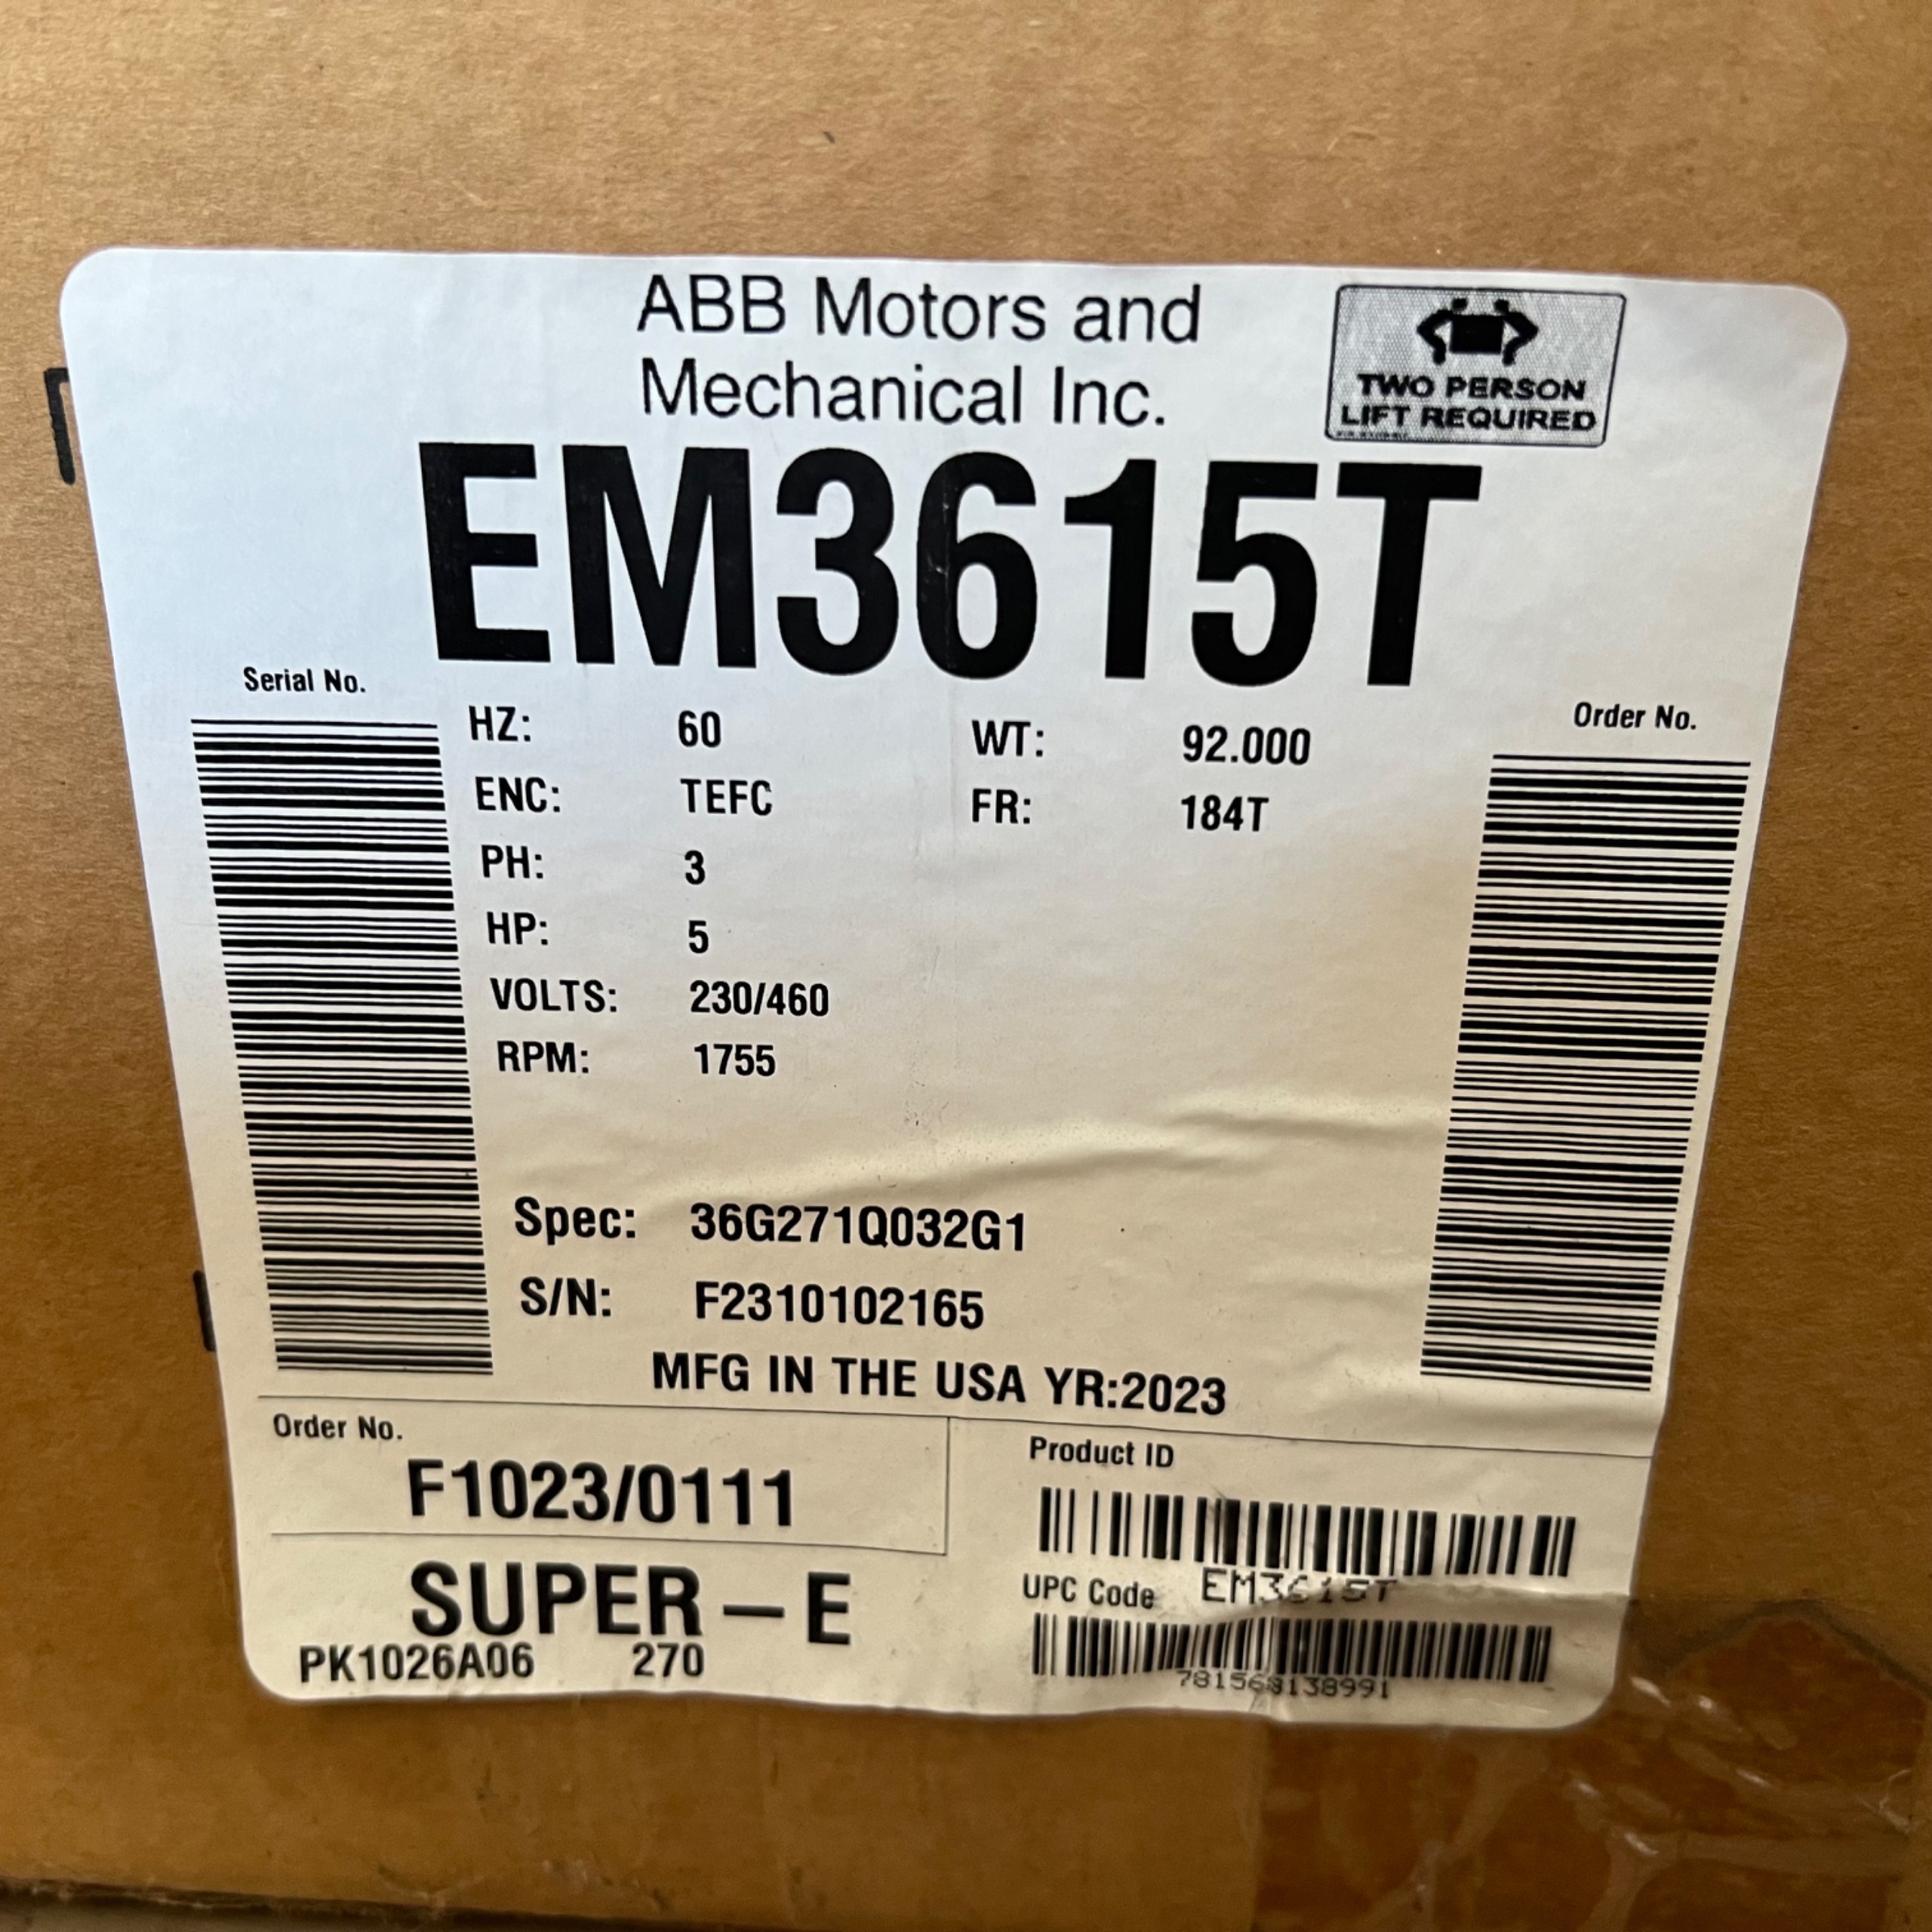 ABB Motors and
Mechanical Inc.
TWO PERSON
LIFT REQUIRED
EM3615T
Serial No.
Order No.
HZ: 60 WT: 92.000
ENC: TEFC FR: 184T
PH: 3
HP: 5
VOLTS: 230/460
RPM: 1755
Spec: 36G271Q032G1
S/N: F2310102165
MFG IN THE USA YR:2023
Order No.
F1023/0111
SUPER – E
PK1026A06 270
Product ID
UPC Code EM3615T
781568138991